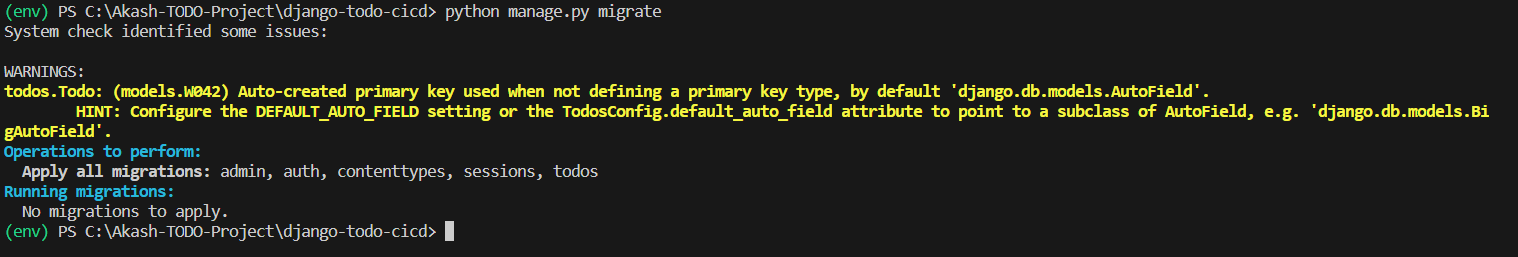 (env) PS C:\Akash-TODO-Project\django-todo-cicd> python manage.py migrate
System check identified some issues:

WARNINGS:
todos.Todo: (models.W042) Auto-created primary key used when not defining a primary key type, by default 'django.db.models.AutoField'.
        HINT: Configure the DEFAULT_AUTO_FIELD setting or the TodosConfig.default_auto_field attribute to point to a subclass of AutoField, e.g. 'django.db.models.Bi
gAutoField'.
Operations to perform:
  Apply all migrations: admin, auth, contenttypes, sessions, todos
Running migrations:
  No migrations to apply.
(env) PS C:\Akash-TODO-Project\django-todo-cicd>